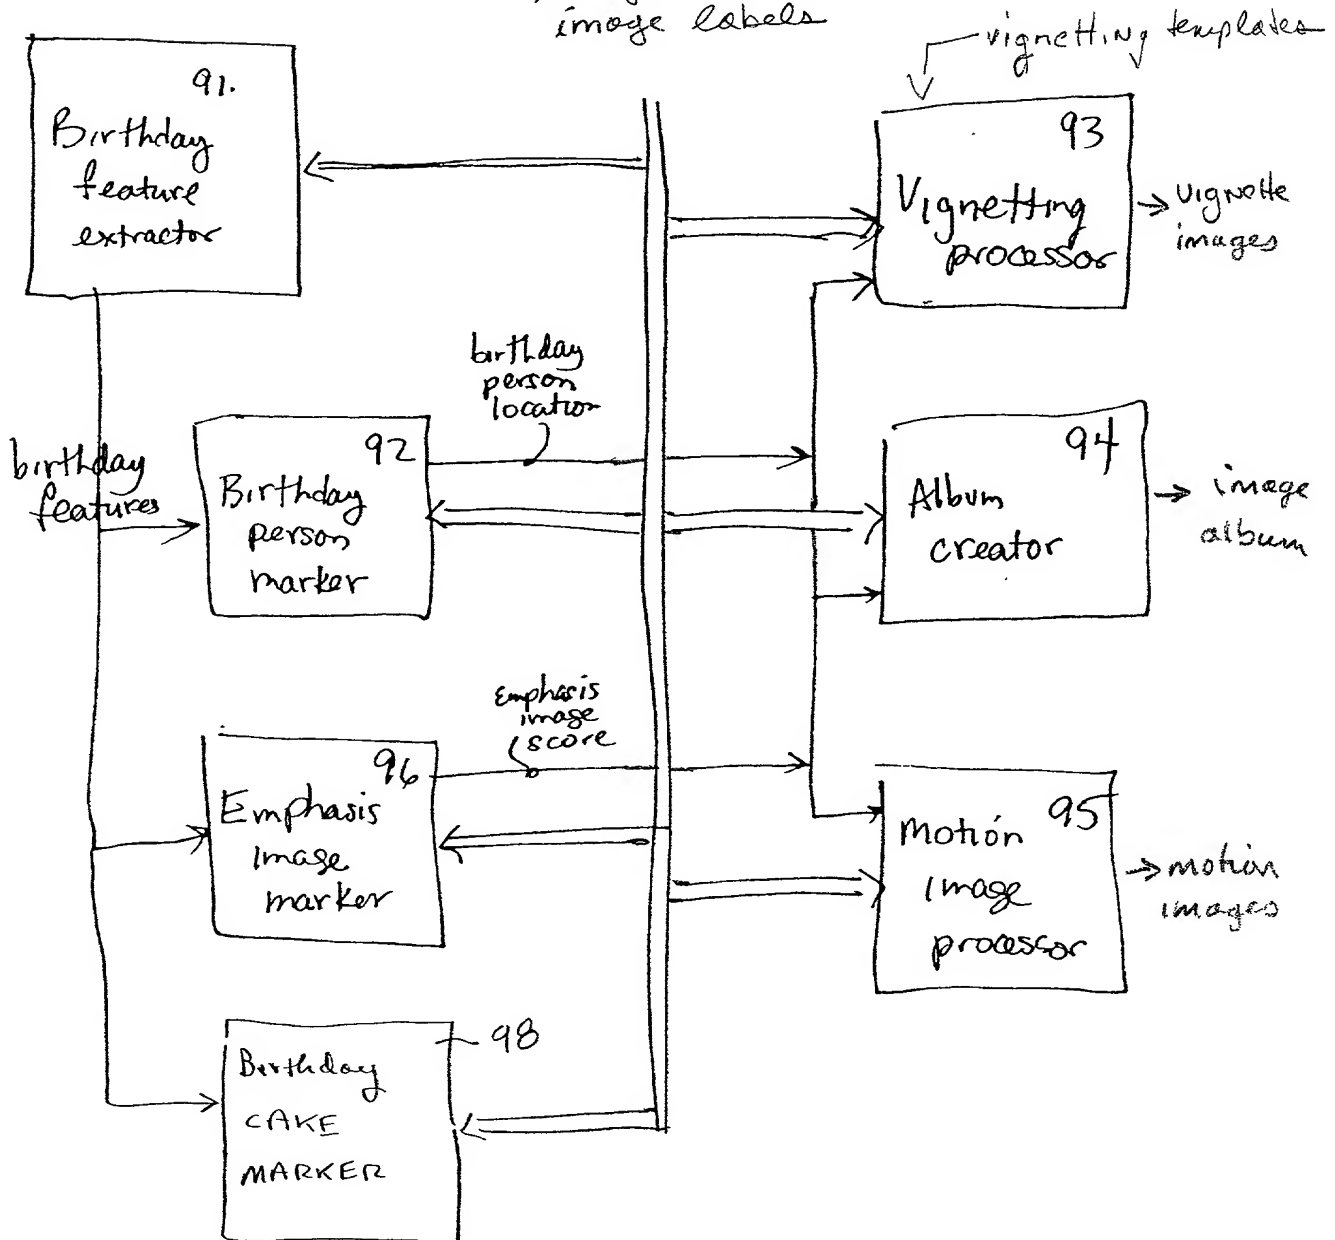 image labels
vignetting templates
91.
Birthday
feature
extractor
93
Vignetting
processor
vignette
images
birthday
person
location
birthday
features
92
Birthday
person
marker
94
Album
creator
image
album
Emphasis
image
score
96
Emphasis
image
marker
95
Motion
image
processor
motion
images
98
Birthday
CAKE
MARKER